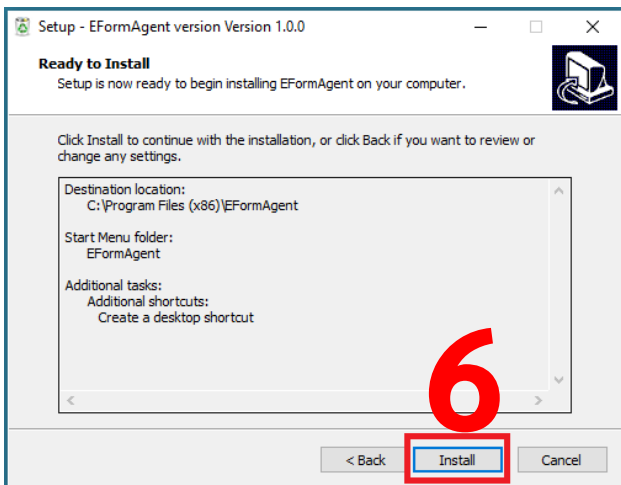 Setup - EFormAgent version Version 1.0.0
Ready to Install
Setup is now ready to begin installing EFormAgent on your computer.
Click Install to continue with the installation, or click Back if you want to review or
change any settings.
Destination location:
C:\Program Files (x86)\EFormAgent
Start Menu folder:
EFormAgent
Additional tasks:
Additional shortcuts:
Create a desktop shortcut
6
< Back Install Cancel